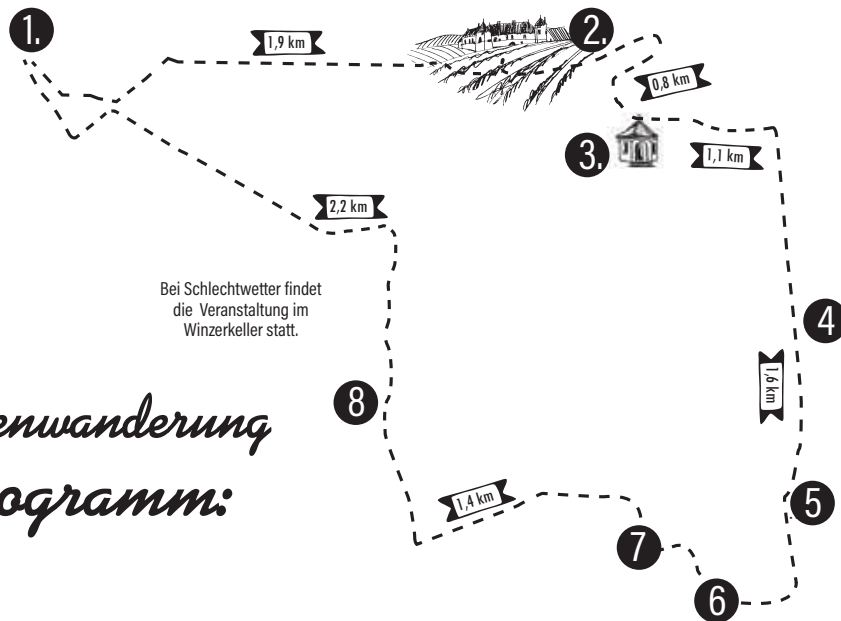 1.
1,9 km
2.
0,8 km
3.
1,1 km
2,2 km
Bei Schlechtwetter findet
die Veranstaltung im
Winzerkeller statt.
4
1,6 km
8
enwanderung
ogramm:
1,4 km
5
7
6